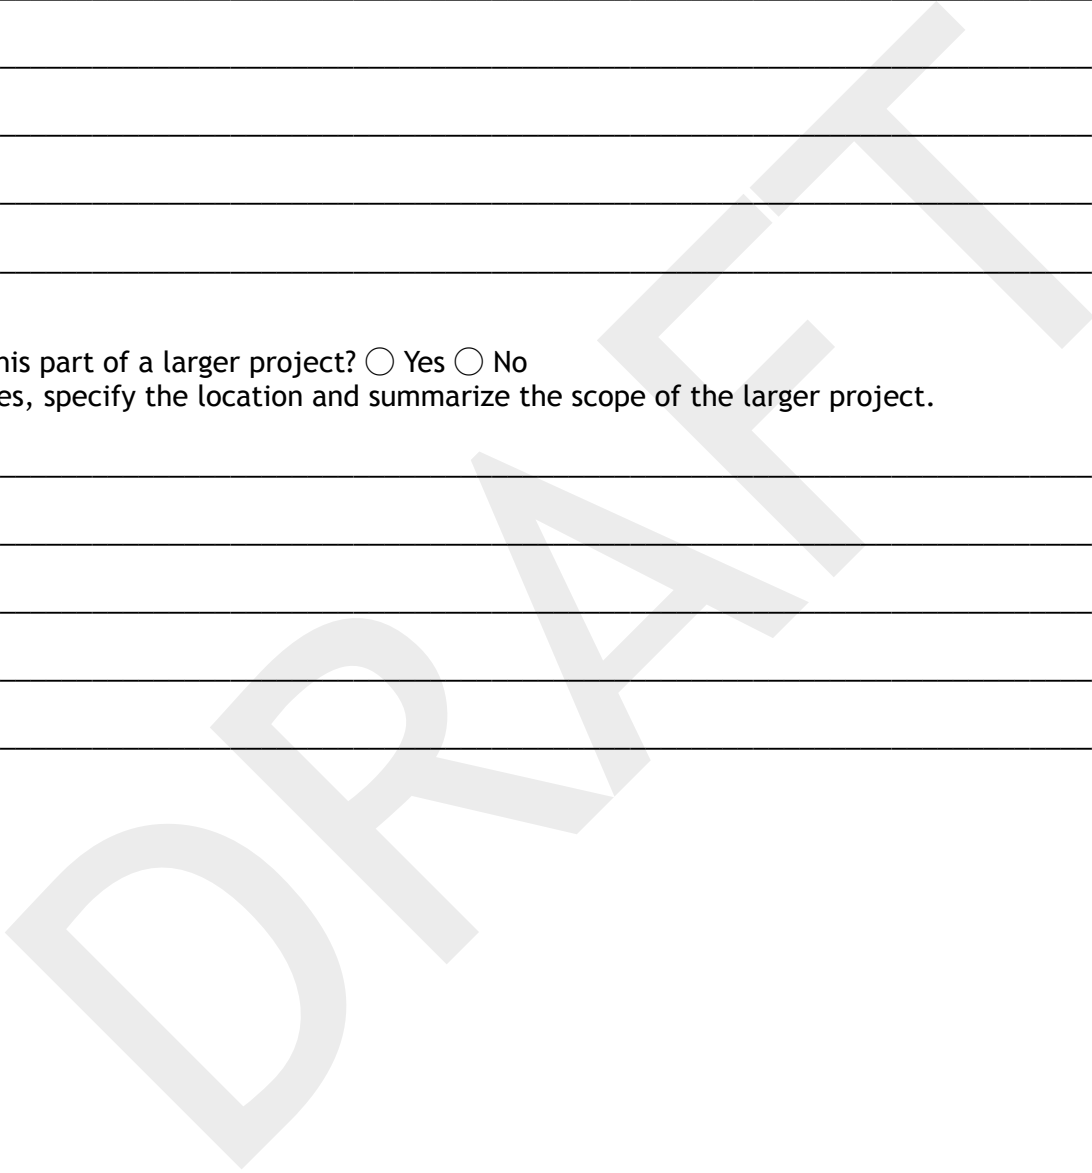 his part of a larger project? ◯ Yes ◯ No
es, specify the location and summarize the scope of the larger project.
DRAFT